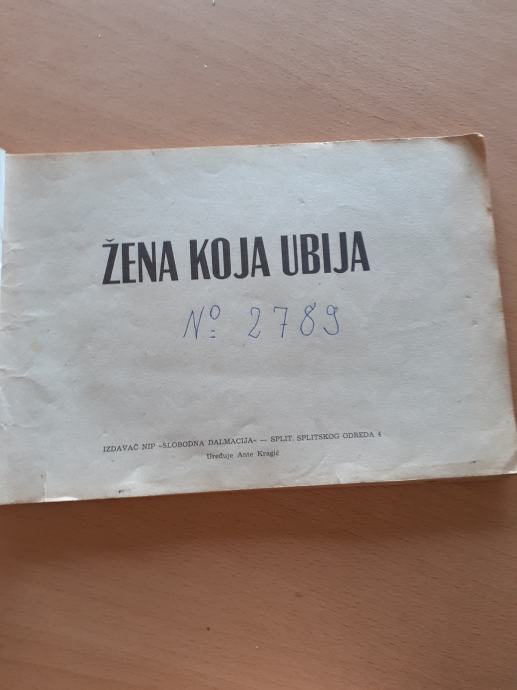 ŽENA KOJA UBIJA
Nº 2789
IZDAVAČ NIP »SLOBODNA DALMACIJA« — SPLIT. SPLITSKOG ODREDA 4
Uređuje Ante Kragić